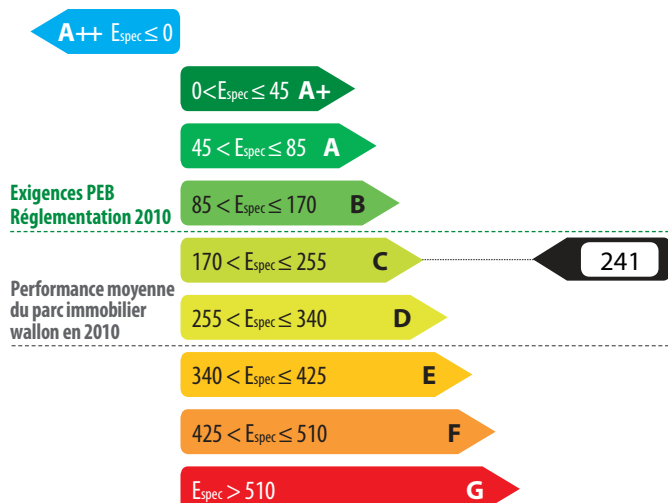 A++ Espec ≤ 0
0<Espec ≤ 45 A+
45 < Espec ≤ 85 A
Exigences PEB
Réglementation 2010
85 < Espec ≤ 170 B
170 < Espec ≤ 255 C
241
Performance moyenne
du parc immobilier
wallon en 2010
255 < Espec ≤ 340 D
340 < Espec ≤ 425 E
425 < Espec ≤ 510 F
Espec > 510 G